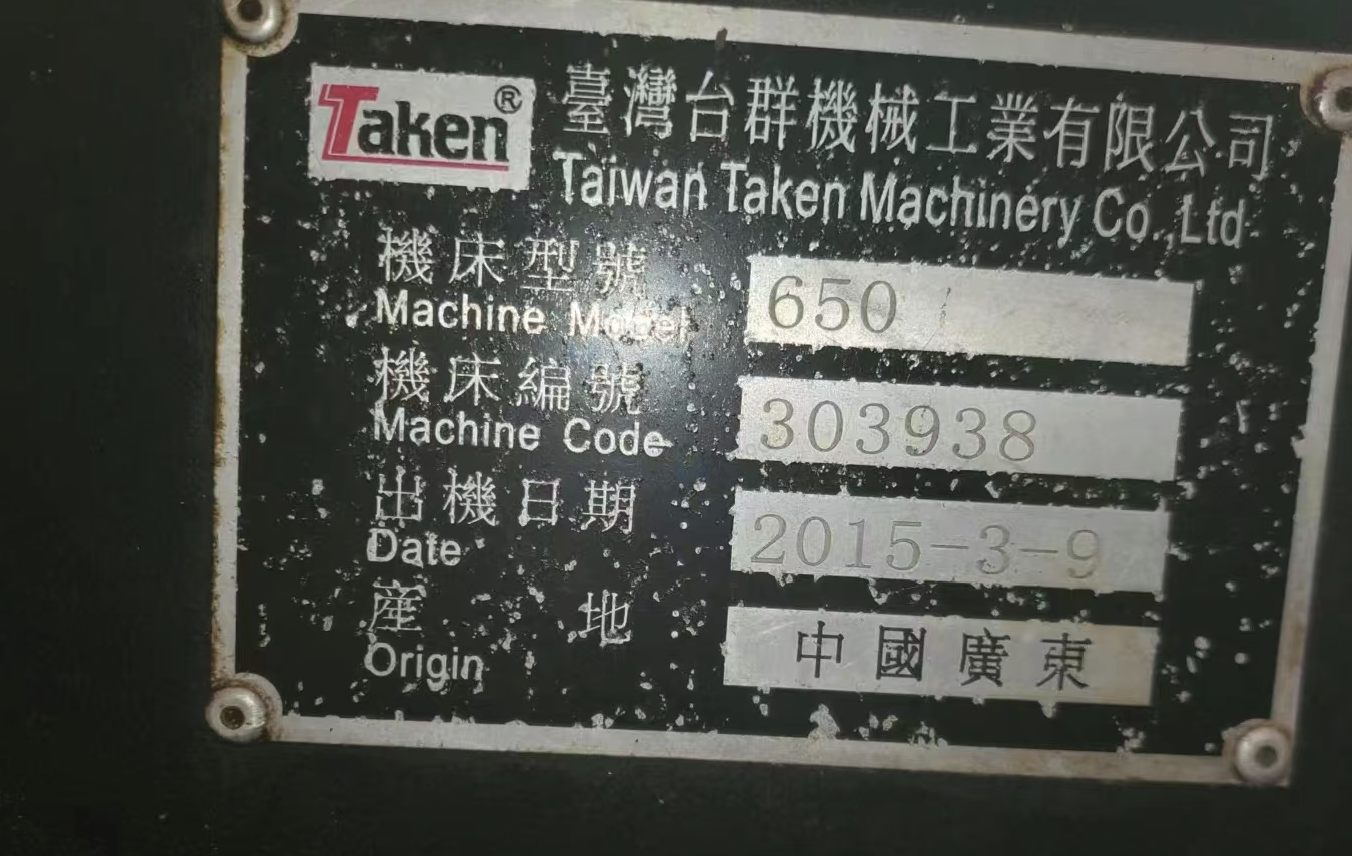 Taken®
臺灣台群機械工業有限公司
Taiwan Taken Machinery Co.,Ltd
機床型號 650
Machine Model
機床編號 303938
Machine Code
出機日期 2015-3-9
Date
産地 中國廣東
Origin